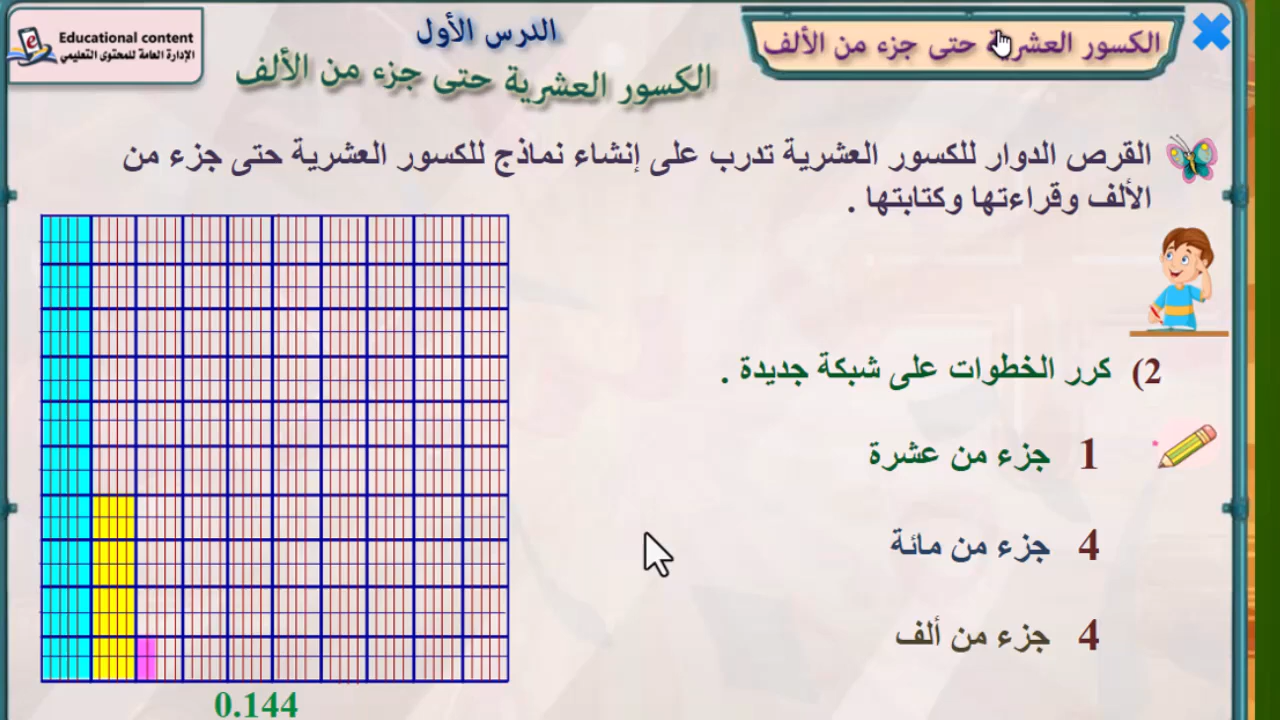 الكسور العشرية حتى جزء من الألف
الدرس الأول
الكسور العشرية حتى جزء من الألف
Educational content
الإدارة العامة للمحتوى التعليمي
القرص الدوار للكسور العشرية تدرب على إنشاء نماذج للكسور العشرية حتى جزء من
الألف وقراءتها وكتابتها .
2) كرر الخطوات على شبكة جديدة .
1 جزء من عشرة
4 جزء من مائة
4 جزء من ألف
0.144